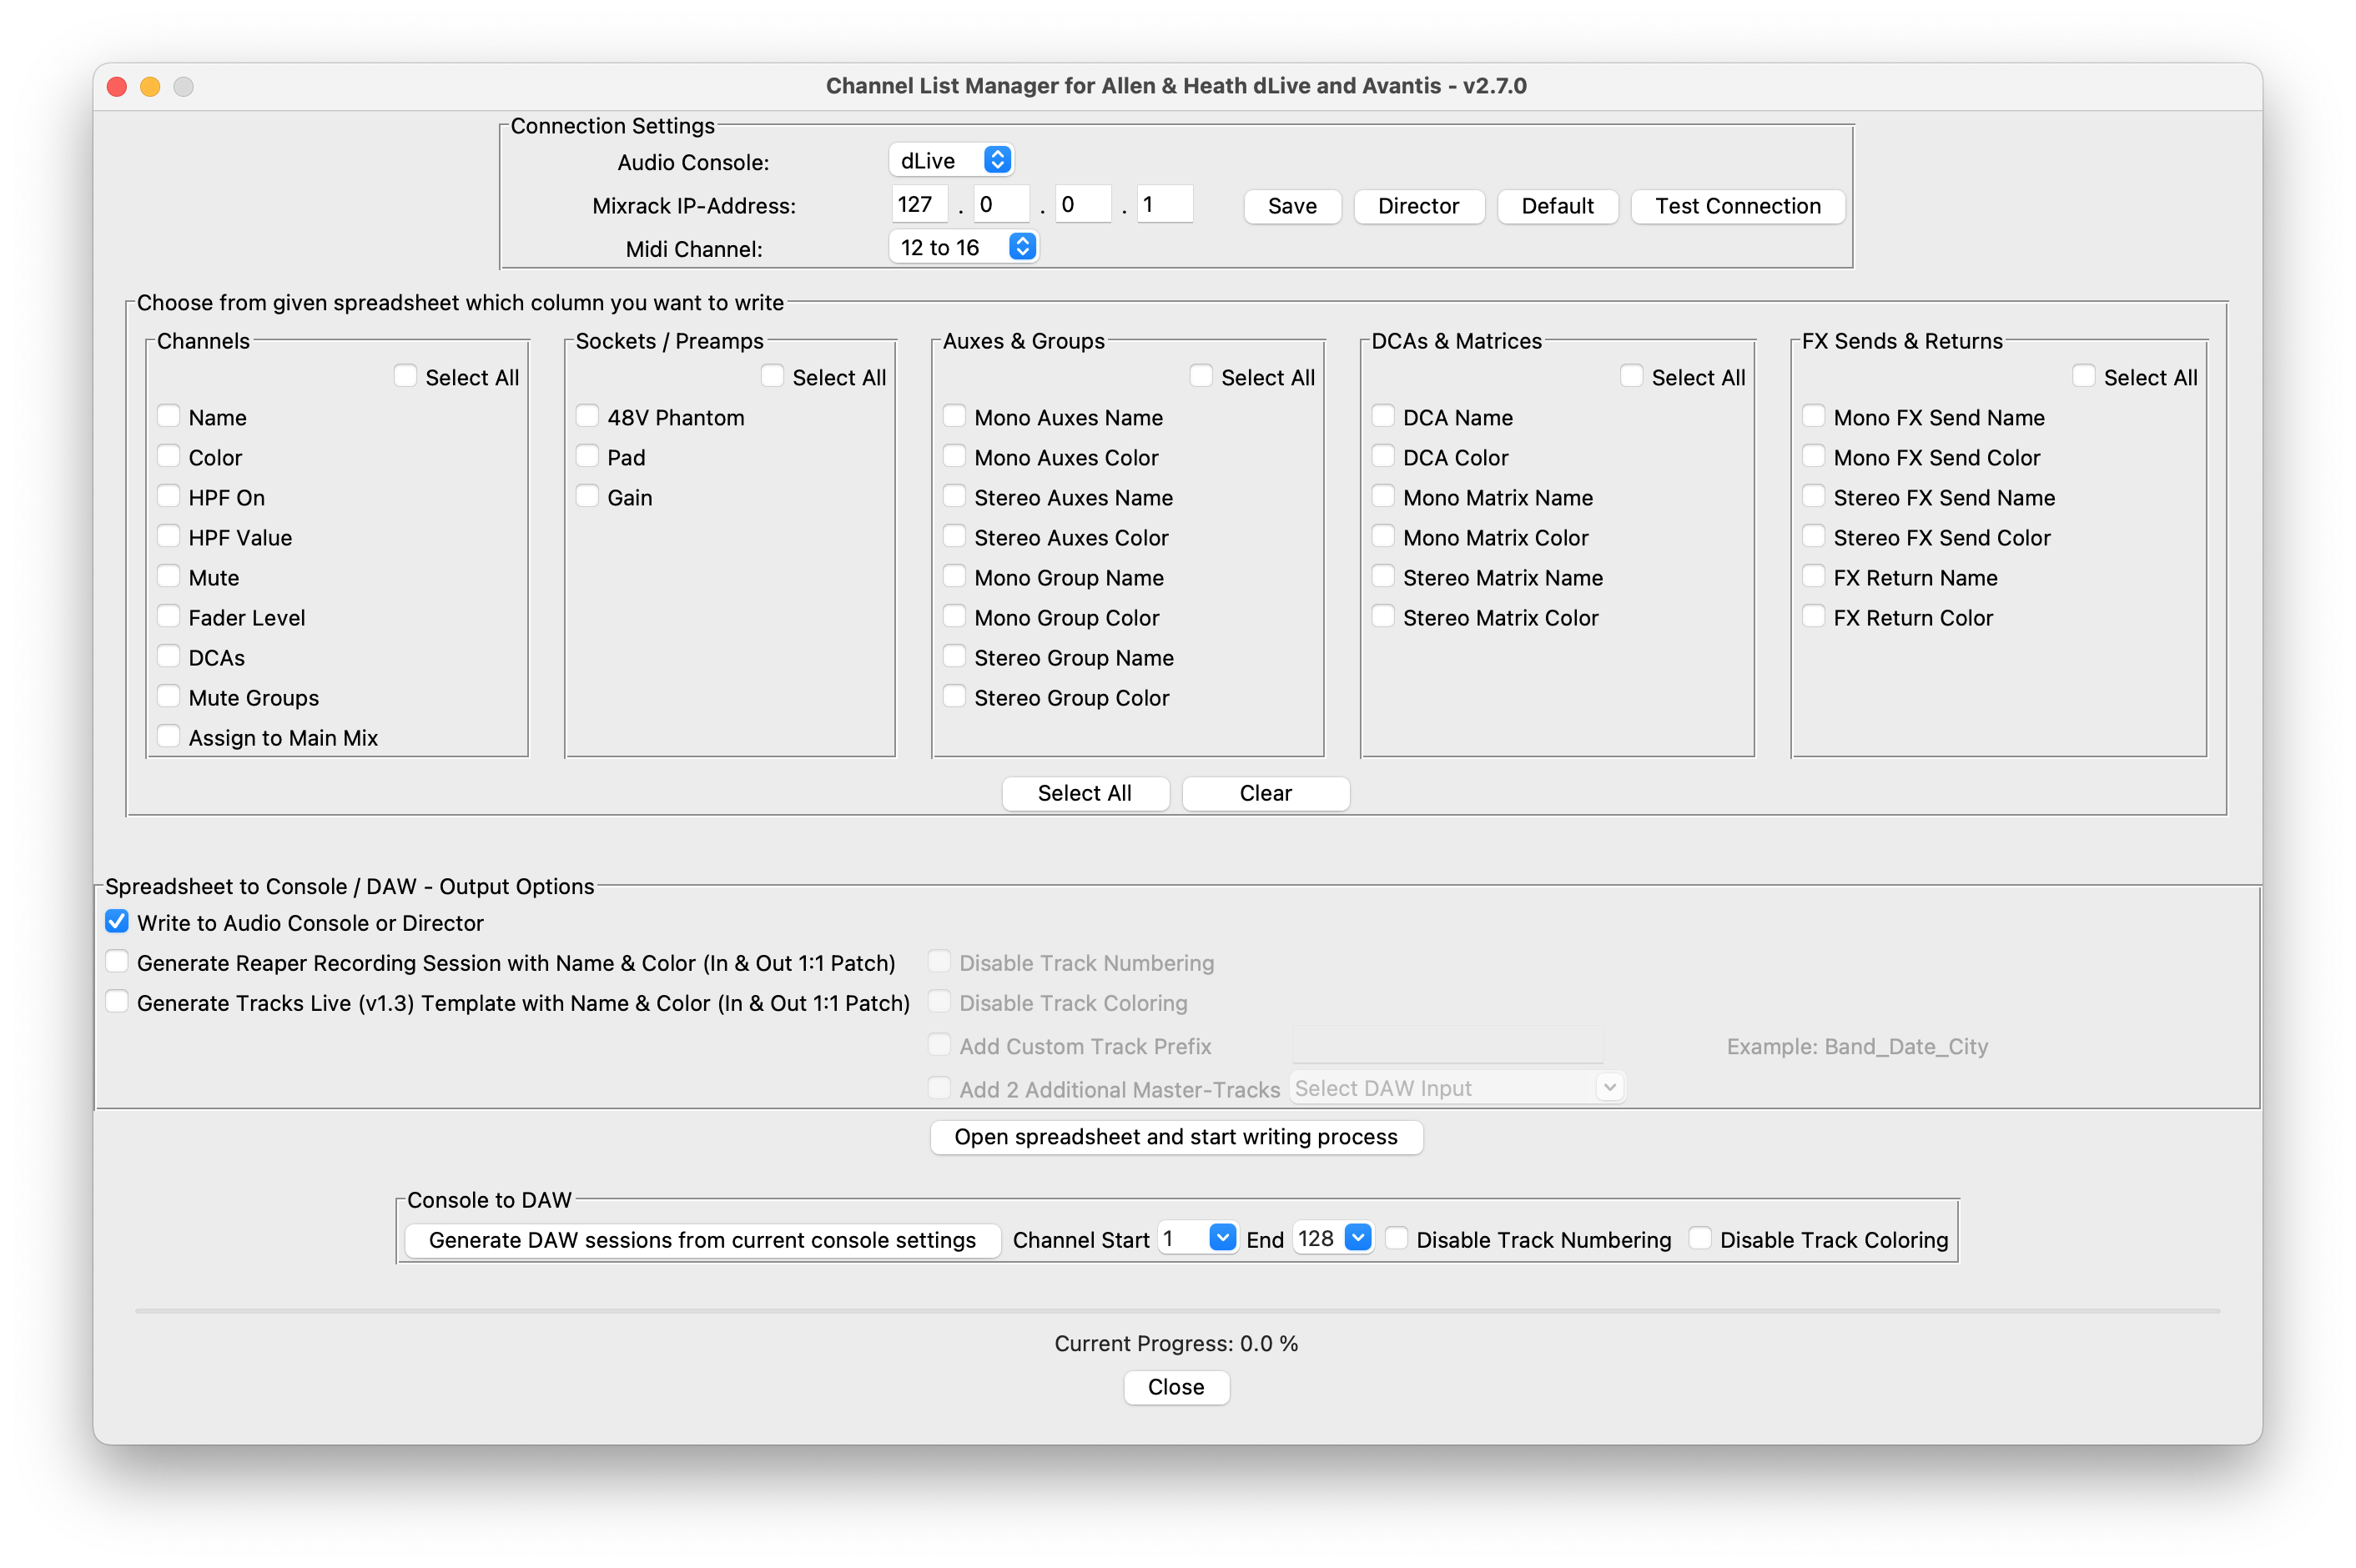 Channel List Manager for Allen & Heath dLive and Avantis - v2.7.0
Connection Settings
Audio Console: dLive
Mixrack IP-Address: 127 . 0 . 0 . 1 Save Director Default Test Connection
Midi Channel: 12 to 16
Choose from given spreadsheet which column you want to write
Channels
Select All
Name
Color
HPF On
HPF Value
Mute
Fader Level
DCAs
Mute Groups
Assign to Main Mix
Sockets / Preamps
Select All
48V Phantom
Pad
Gain
Auxes & Groups
Select All
Mono Auxes Name
Mono Auxes Color
Stereo Auxes Name
Stereo Auxes Color
Mono Group Name
Mono Group Color
Stereo Group Name
Stereo Group Color
DCAs & Matrices
Select All
DCA Name
DCA Color
Mono Matrix Name
Mono Matrix Color
Stereo Matrix Name
Stereo Matrix Color
FX Sends & Returns
Select All
Mono FX Send Name
Mono FX Send Color
Stereo FX Send Name
Stereo FX Send Color
FX Return Name
FX Return Color
Select All Clear
Spreadsheet to Console / DAW - Output Options
Write to Audio Console or Director
Generate Reaper Recording Session with Name & Color (In & Out 1:1 Patch) Disable Track Numbering
Generate Tracks Live (v1.3) Template with Name & Color (In & Out 1:1 Patch) Disable Track Coloring
Add Custom Track Prefix Example: Band_Date_City
Add 2 Additional Master-Tracks Select DAW Input
Open spreadsheet and start writing process
Console to DAW
Generate DAW sessions from current console settings Channel Start 1 End 128 Disable Track Numbering Disable Track Coloring
Current Progress: 0.0 %
Close